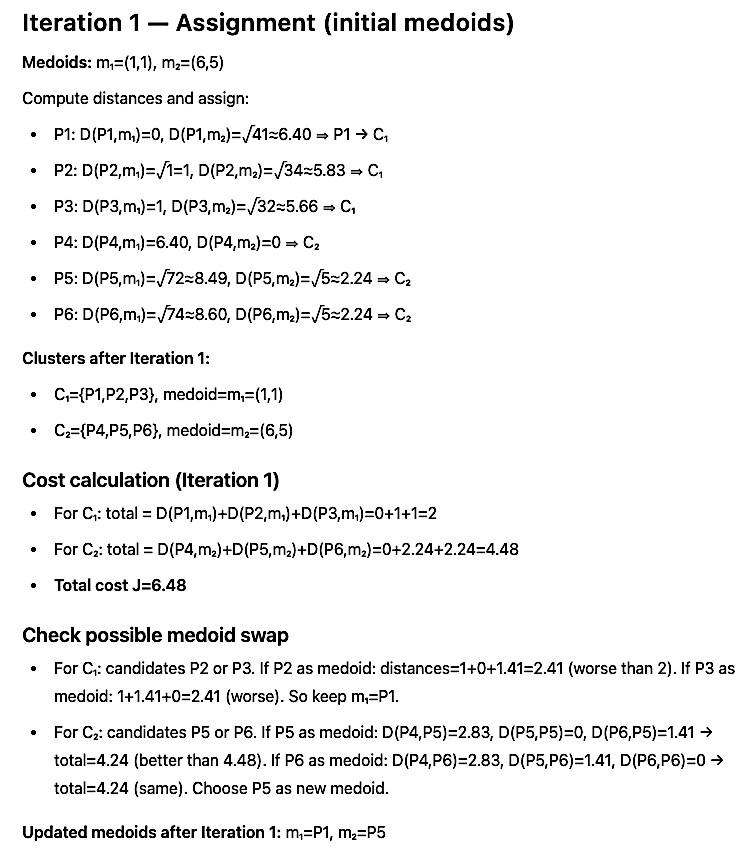 Iteration 1 — Assignment (initial medoids)
Medoids: m₁=(1,1), m₂=(6,5)
Compute distances and assign:
• P1: D(P1,m₁)=0, D(P1,m₂)=√41≈6.40 ⇒ P1 → C₁
• P2: D(P2,m₁)=√1=1, D(P2,m₂)=√34≈5.83 ⇒ C₁
• P3: D(P3,m₁)=1, D(P3,m₂)=√32≈5.66 ⇒ C₁
• P4: D(P4,m₁)=6.40, D(P4,m₂)=0 ⇒ C₂
• P5: D(P5,m₁)=√72≈8.49, D(P5,m₂)=√5≈2.24 ⇒ C₂
• P6: D(P6,m₁)=√74≈8.60, D(P6,m₂)=√5≈2.24 ⇒ C₂
Clusters after Iteration 1:
• C₁={P1,P2,P3}, medoid=m₁=(1,1)
• C₂={P4,P5,P6}, medoid=m₂=(6,5)
Cost calculation (Iteration 1)
• For C₁: total = D(P1,m₁)+D(P2,m₁)+D(P3,m₁)=0+1+1=2
• For C₂: total = D(P4,m₂)+D(P5,m₂)+D(P6,m₂)=0+2.24+2.24=4.48
• Total cost J=6.48
Check possible medoid swap
• For C₁: candidates P2 or P3. If P2 as medoid: distances=1+0+1.41=2.41 (worse than 2). If P3 as
medoid: 1+1.41+0=2.41 (worse). So keep m₁=P1.
• For C₂: candidates P5 or P6. If P5 as medoid: D(P4,P5)=2.83, D(P5,P5)=0, D(P6,P5)=1.41 →
total=4.24 (better than 4.48). If P6 as medoid: D(P4,P6)=2.83, D(P5,P6)=1.41, D(P6,P6)=0 →
total=4.24 (same). Choose P5 as new medoid.
Updated medoids after Iteration 1: m₁=P1, m₂=P5